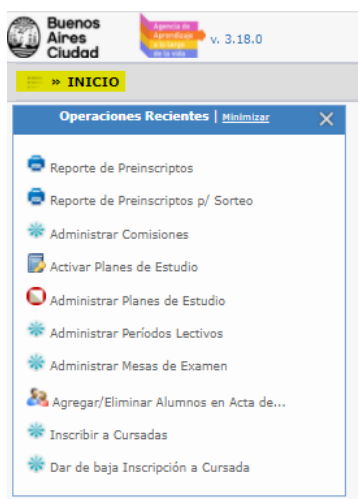 Buenos
Aires
Ciudad
Agencia de
Aprendizaje
a lo largo
de la vida
v. 3.18.0
» INICIO
Operaciones Recientes | Minimizar
Reporte de Preinscriptos
Reporte de Preinscriptos p/ Sorteo
Administrar Comisiones
Activar Planes de Estudio
Administrar Planes de Estudio
Administrar Períodos Lectivos
Administrar Mesas de Examen
Agregar/Eliminar Alumnos en Acta de...
Inscribir a Cursadas
Dar de baja Inscripción a Cursada